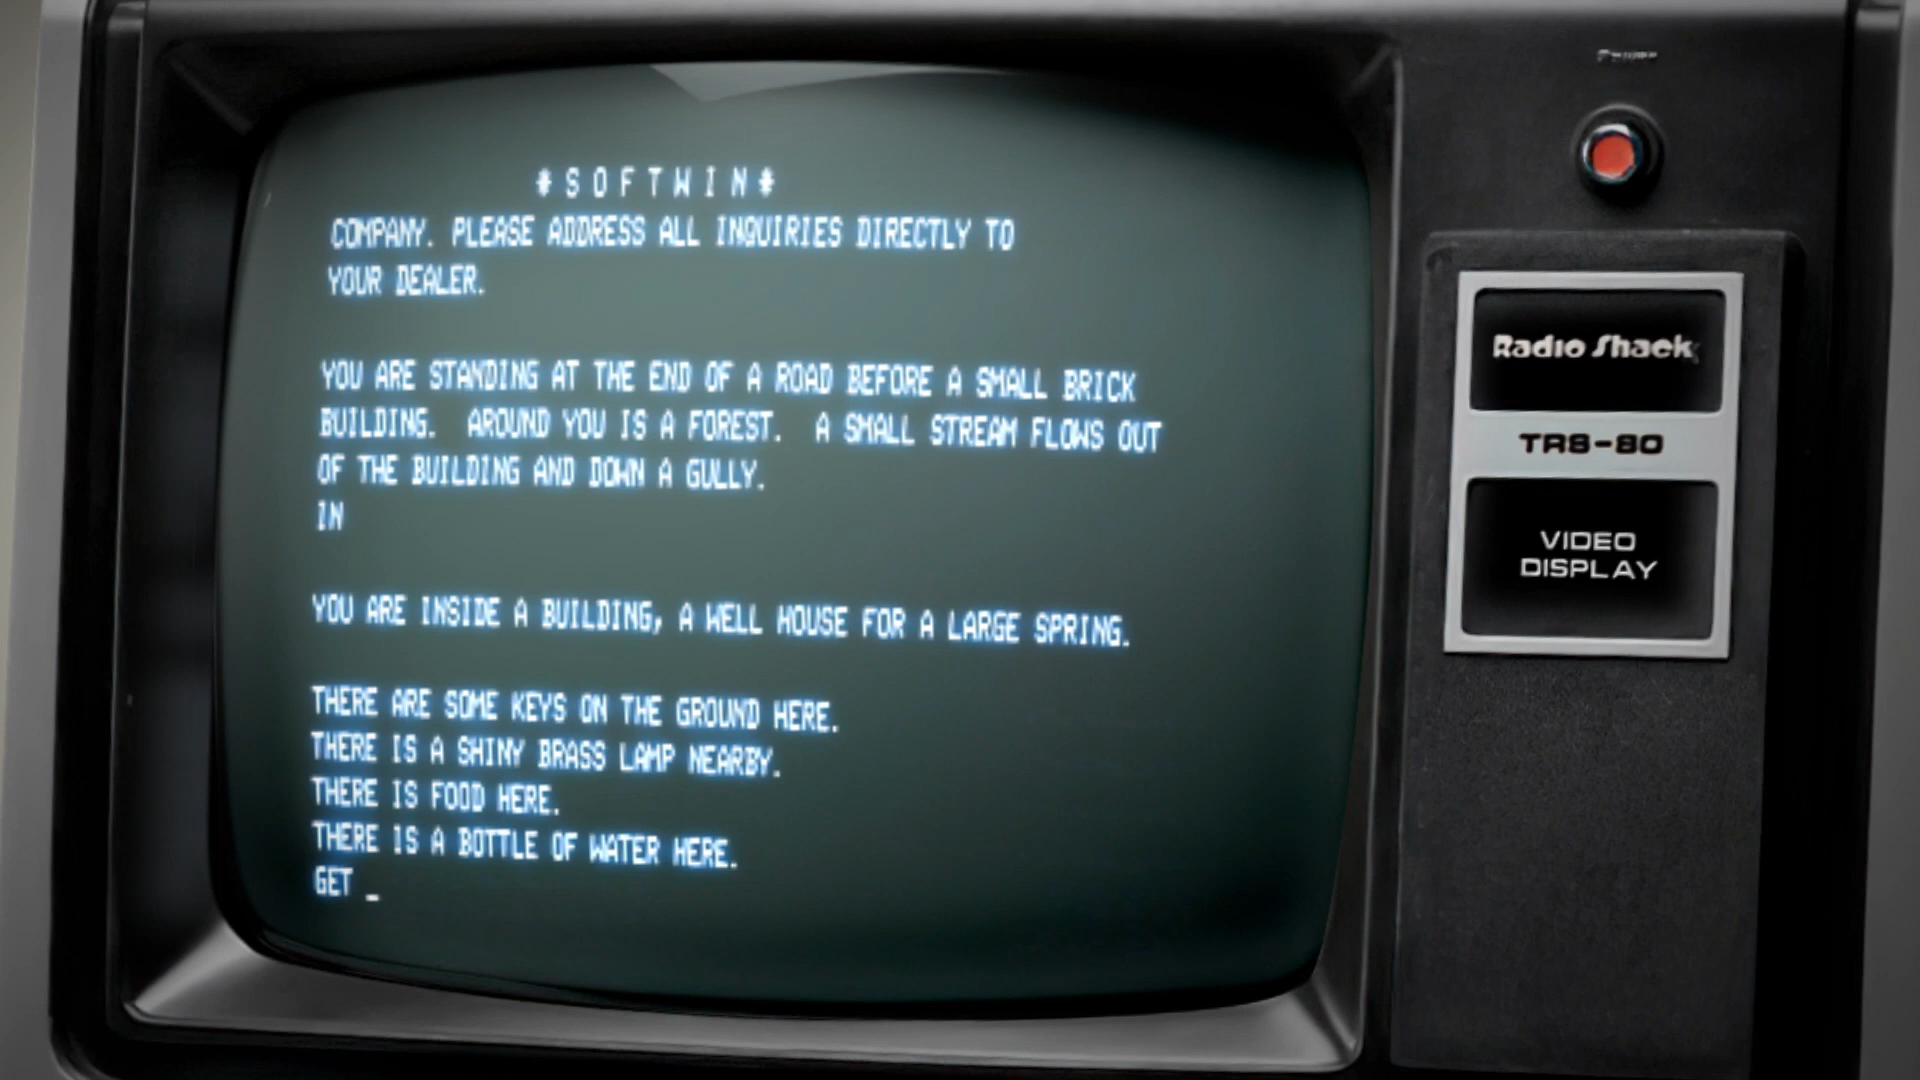 *SOFTWIN*
COMPANY. PLEASE ADDRESS ALL INQUIRIES DIRECTLY TO
YOUR DEALER.
YOU ARE STANDING AT THE END OF A ROAD BEFORE A SMALL BRICK
BUILDING.  AROUND YOU IS A FOREST.  A SMALL STREAM FLOWS OUT
OF THE BUILDING AND DOWN A GULLY.
IN
YOU ARE INSIDE A BUILDING, A WELL HOUSE FOR A LARGE SPRING.
THERE ARE SOME KEYS ON THE GROUND HERE.
THERE IS A SHINY BRASS LAMP NEARBY.
THERE IS FOOD HERE.
THERE IS A BOTTLE OF WATER HERE.
GET _
Radio Shack
TRS-80
VIDEO
DISPLAY